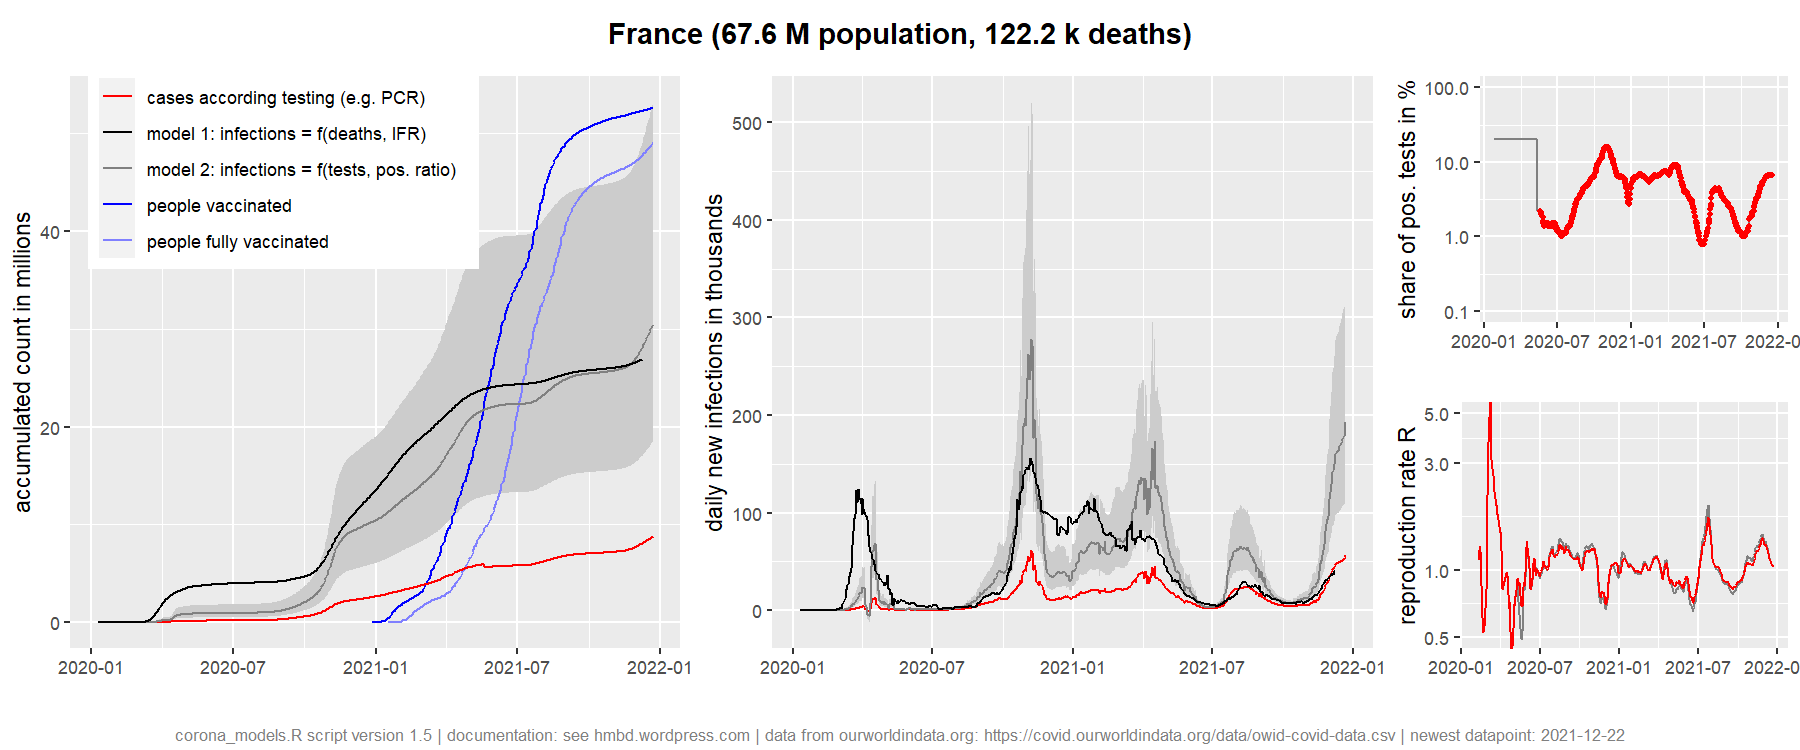 France (67.6 M population, 122.2 k deaths)
accumulated count in millions
cases according testing (e.g. PCR)
model 1: infections = f(deaths, IFR)
model 2: infections = f(tests, pos. ratio)
people vaccinated
people fully vaccinated
40
20
0
2020-01 2020-07 2021-01 2021-07 2022-01
daily new infections in thousands
500
400
300
200
100
0
2020-01 2020-07 2021-01 2021-07 2022-01
share of pos. tests in %
100.0
10.0
1.0
0.1
2020-01 2020-07 2021-01 2021-07 2022-0
reproduction rate R
5.0
3.0
1.0
0.5
2020-01 2020-07 2021-01 2021-07 2022-0
corona_models.R script version 1.5 | documentation: see hmbd.wordpress.com | data from ourworldindata.org: https://covid.ourworldindata.org/data/owid-covid-data.csv | newest datapoint: 2021-12-22